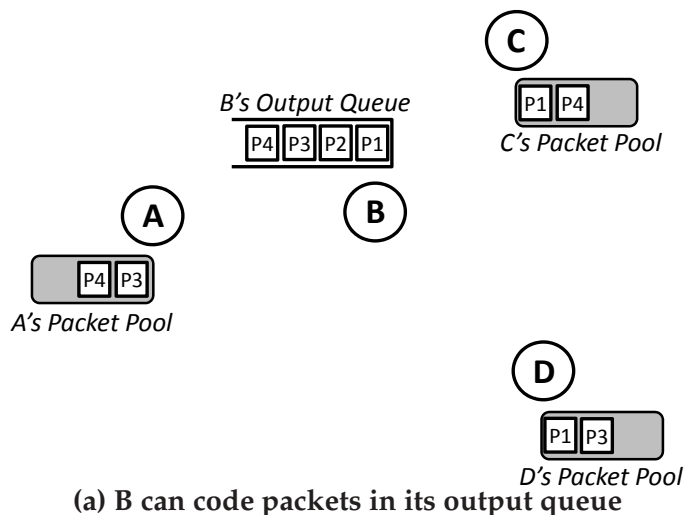 C
P1 P4
C's Packet Pool
B's Output Queue
P4 P3 P2 P1
A
B
P4 P3
A's Packet Pool
D
P1 P3
D's Packet Pool
(a) B can code packets in its output queue